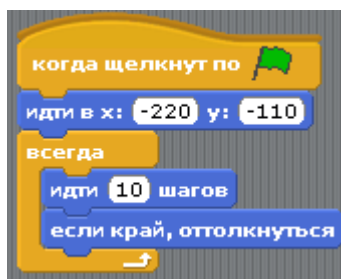 когда щелкнут по
идти в x: -220 y: -110
всегда
идти 10 шагов
если край, оттолкнуться